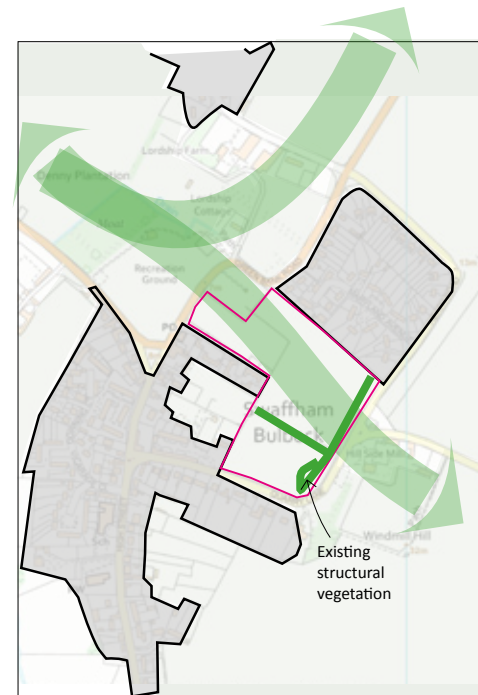 Lordship Farm
Denny Plantation
Lordship
Cottage
Moat
Recreation
Ground
PO
13m
Swaffham
Bulbeck
Hill Side Mill
Windmill Hill
Existing
structural
vegetation